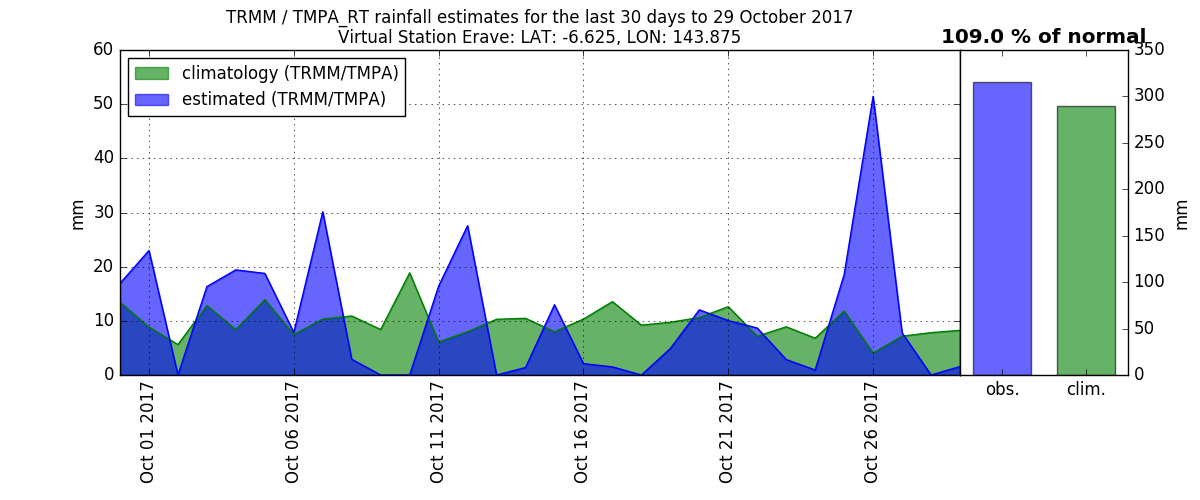 TRMM / TMPA_RT rainfall estimates for the last 30 days to 29 October 2017
Virtual Station Erave: LAT: -6.625, LON: 143.875
109.0 % of normal
climatology (TRMM/TMPA)
estimated (TRMM/TMPA)
mm
60
50
40
30
20
10
0
Oct 01 2017
Oct 06 2017
Oct 11 2017
Oct 16 2017
Oct 21 2017
Oct 26 2017
350
300
250
200
150
100
50
0
mm
obs.
clim.